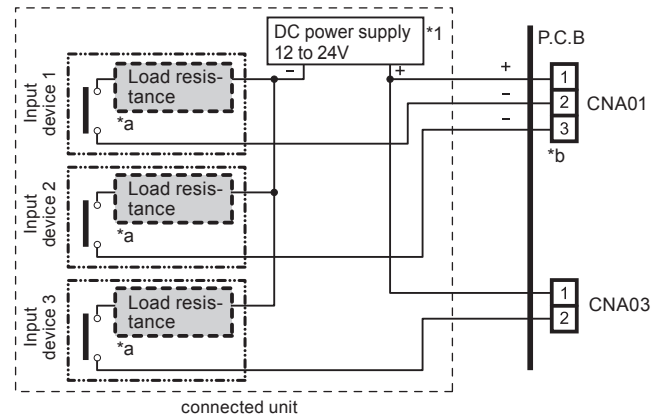 DC power supply
12 to 24V
*1
P.C.B
Input
device 1
Load resis-
tance
*a
–
+
+
–
–
1
2
3
CNA01
*b
Input
device 2
Load resis-
tance
*a
Input
device 3
Load resis-
tance
*a
1
2
CNA03
connected unit